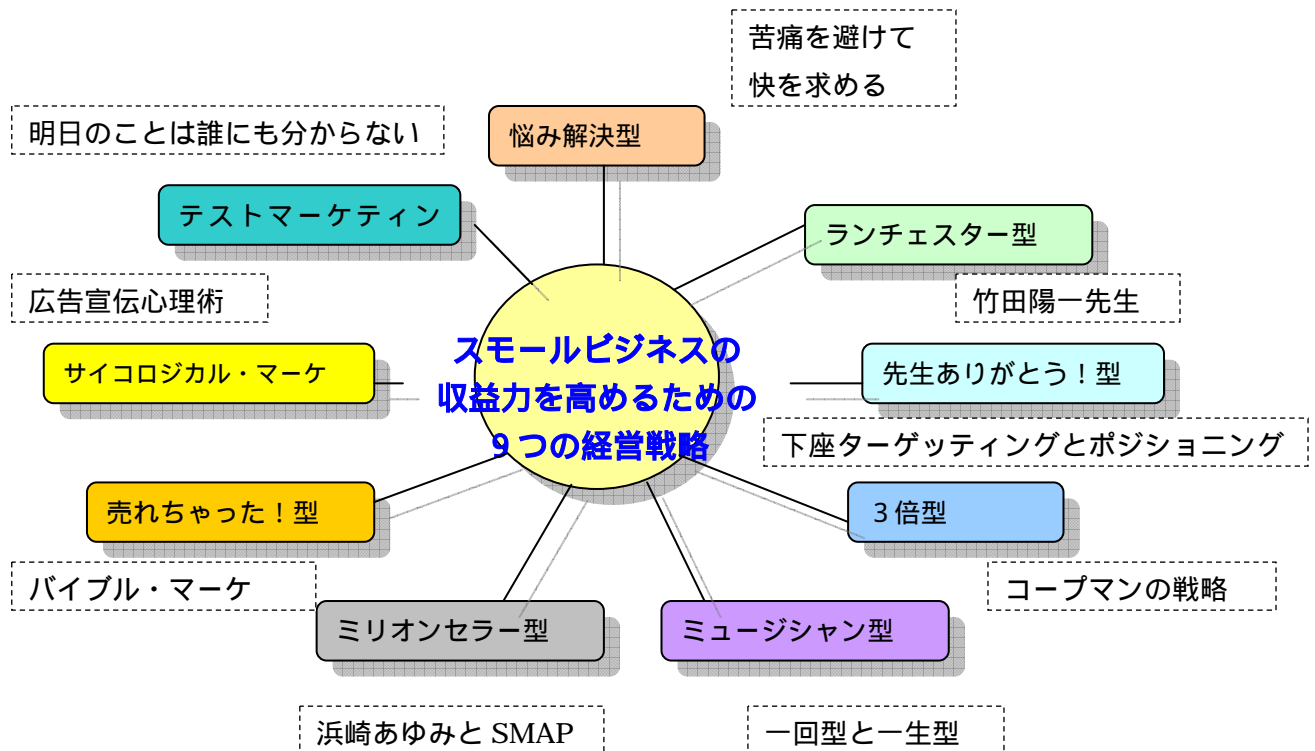 苦痛を避けて
快を求める
明日のことは誰にも分からない
悩み解決型
テストマーケティン
ランチェスター型
広告宣伝心理術
竹田陽一先生
サイコロジカル・マーケ
スモールビジネスの
収益力を高めるための
９つの経営戦略
先生ありがとう！型
下座ターゲッティングとポジショニング
売れちゃった！型
３倍型
バイブル・マーケ
コープマンの戦略
ミリオンセラー型
ミュージシャン型
浜崎あゆみと SMAP
一回型と一生型